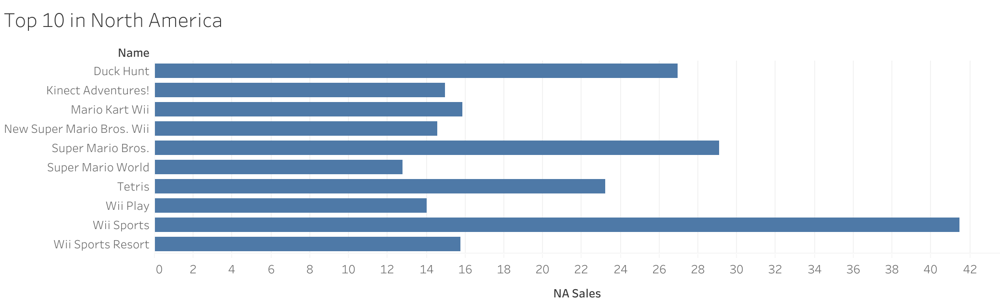 Top 10 in North America
Name
Duck Hunt
Kinect Adventures!
Mario Kart Wii
New Super Mario Bros. Wii
Super Mario Bros.
Super Mario World
Tetris
Wii Play
Wii Sports
Wii Sports Resort
0 2 4 6 8 10 12 14 16 18 20 22 24 26 28 30 32 34 36 38 40 42
NA Sales